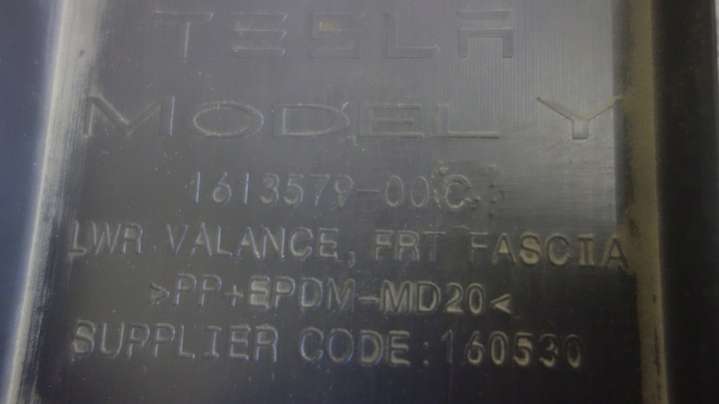 TESLA
MODEL Y
1613579-00 C
LWR VALANCE, FRT FASCIA
>PP+EPDM-MD20<
SUPPLIER CODE:160530